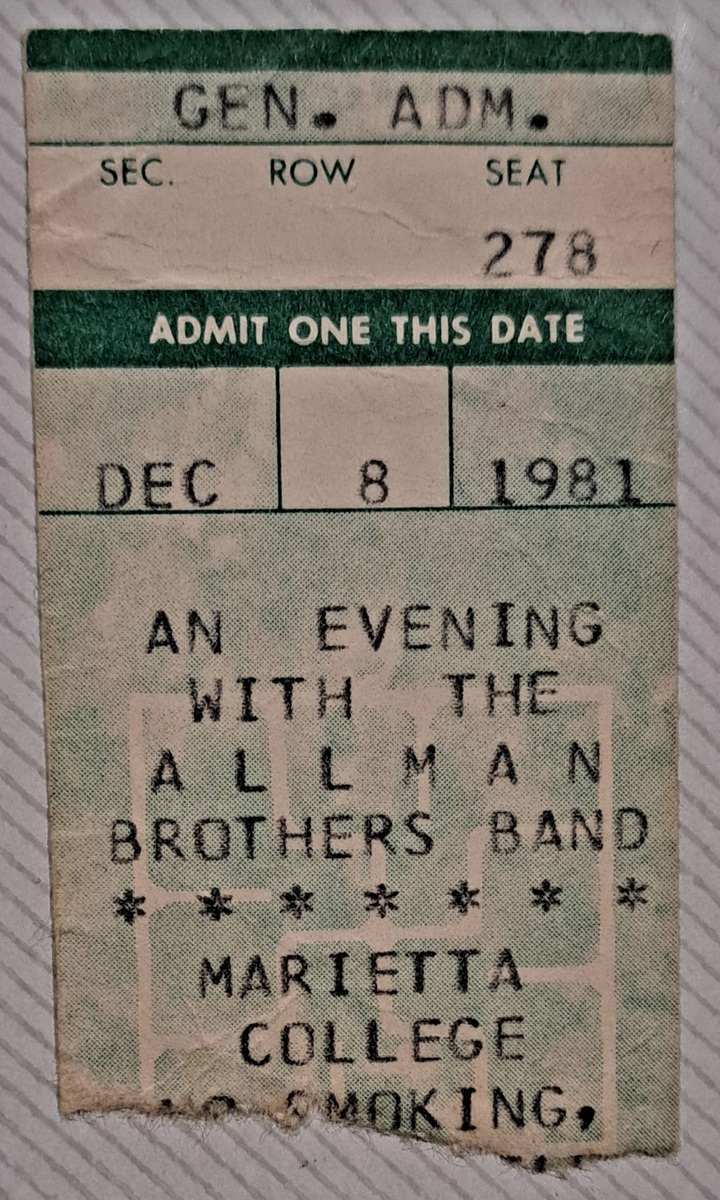 GEN. ADM.
SEC. ROW SEAT
278
ADMIT ONE THIS DATE
DEC 8 1981
AN EVENING
WITH THE
A L L M A N
BROTHERS BAND
* * * * * * *
MARIETTA
COLLEGE
NO SMOKING,